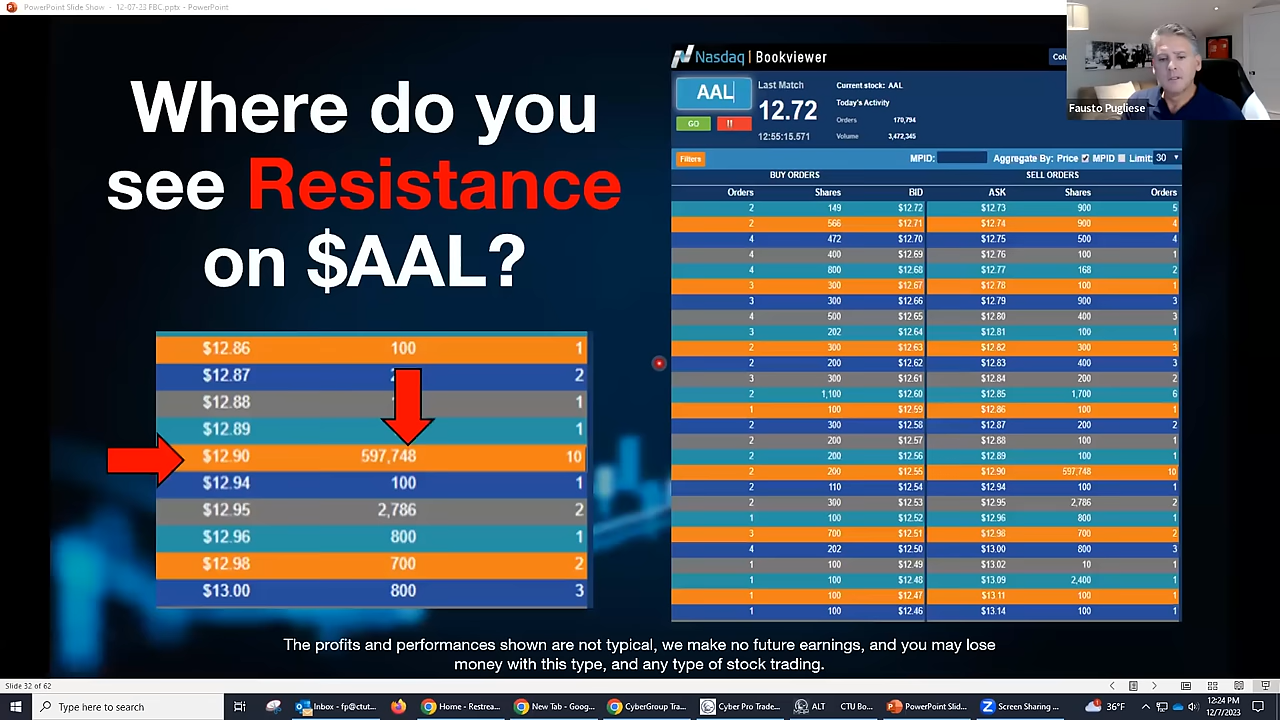 PowerPoint Slide Show - 12-07-23 FBC.pptx - PowerPoint
Where do you
see Resistance
on $AAL?
$12.86 100 1
$12.87 2
$12.88 1
$12.89 1
$12.90 597,748 10
$12.94 100 1
$12.95 2,786 2
$12.96 800 1
$12.98 700 2
$13.00 800 3
Nasdaq | Bookviewer
Fausto Pugliese
AAL
GO !!
Last Match
12.72
12:55:15.571
Current stock: AAL
Today's Activity
Orders 170,794
Volume 3,472,345
Filters MPID: Aggregate By: Price MPID Limit: 30
BUY ORDERS SELL ORDERS
Orders Shares BID ASK Shares Orders
2 149 $12.72 $12.73 900 5
2 566 $12.71 $12.74 900 4
4 472 $12.70 $12.75 500 4
4 400 $12.69 $12.76 100 1
4 800 $12.68 $12.77 168 2
3 300 $12.67 $12.78 100 1
3 300 $12.66 $12.79 900 3
4 500 $12.65 $12.80 400 3
3 202 $12.64 $12.81 100 1
2 300 $12.63 $12.82 300 3
2 200 $12.62 $12.83 400 3
3 300 $12.61 $12.84 200 2
2 1,100 $12.60 $12.85 1,700 6
1 100 $12.59 $12.86 100 1
2 300 $12.58 $12.87 200 2
2 200 $12.57 $12.88 100 1
2 200 $12.56 $12.89 100 1
2 200 $12.55 $12.90 597,748 10
2 110 $12.54 $12.94 100 1
2 300 $12.53 $12.95 2,786 2
1 100 $12.52 $12.96 800 1
3 700 $12.51 $12.98 700 2
4 202 $12.50 $13.00 800 3
1 100 $12.49 $13.02 10 1
1 100 $12.48 $13.09 2,400 1
1 100 $12.47 $13.11 100 1
1 100 $12.46 $13.14 100 1
The profits and performances shown are not typical, we make no future earnings, and you may lose
money with this type, and any type of stock trading.
Slide 32 of 62
Type here to search
Inbox - fp@ctut...
Home - Restrea...
New Tab - Goog...
CyberGroup Tra...
Cyber Pro Trade...
ALT
CTU Bo...
PowerPoint Slid...
Screen Sharing ...
36°F
12:24 PM
12/7/2023